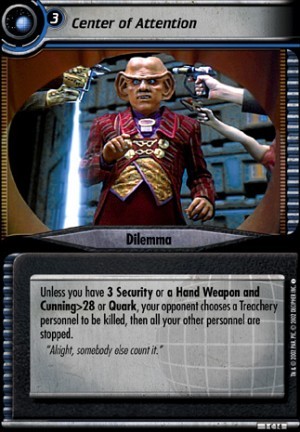 3
Center of Attention
Dilemma
Unless you have 3 Security or a Hand Weapon and
Cunning>28 or Quark, your opponent chooses a Treachery
personnel to be killed, then all your other personnel are
stopped.
"Alright, somebody else count it."
1 C 14